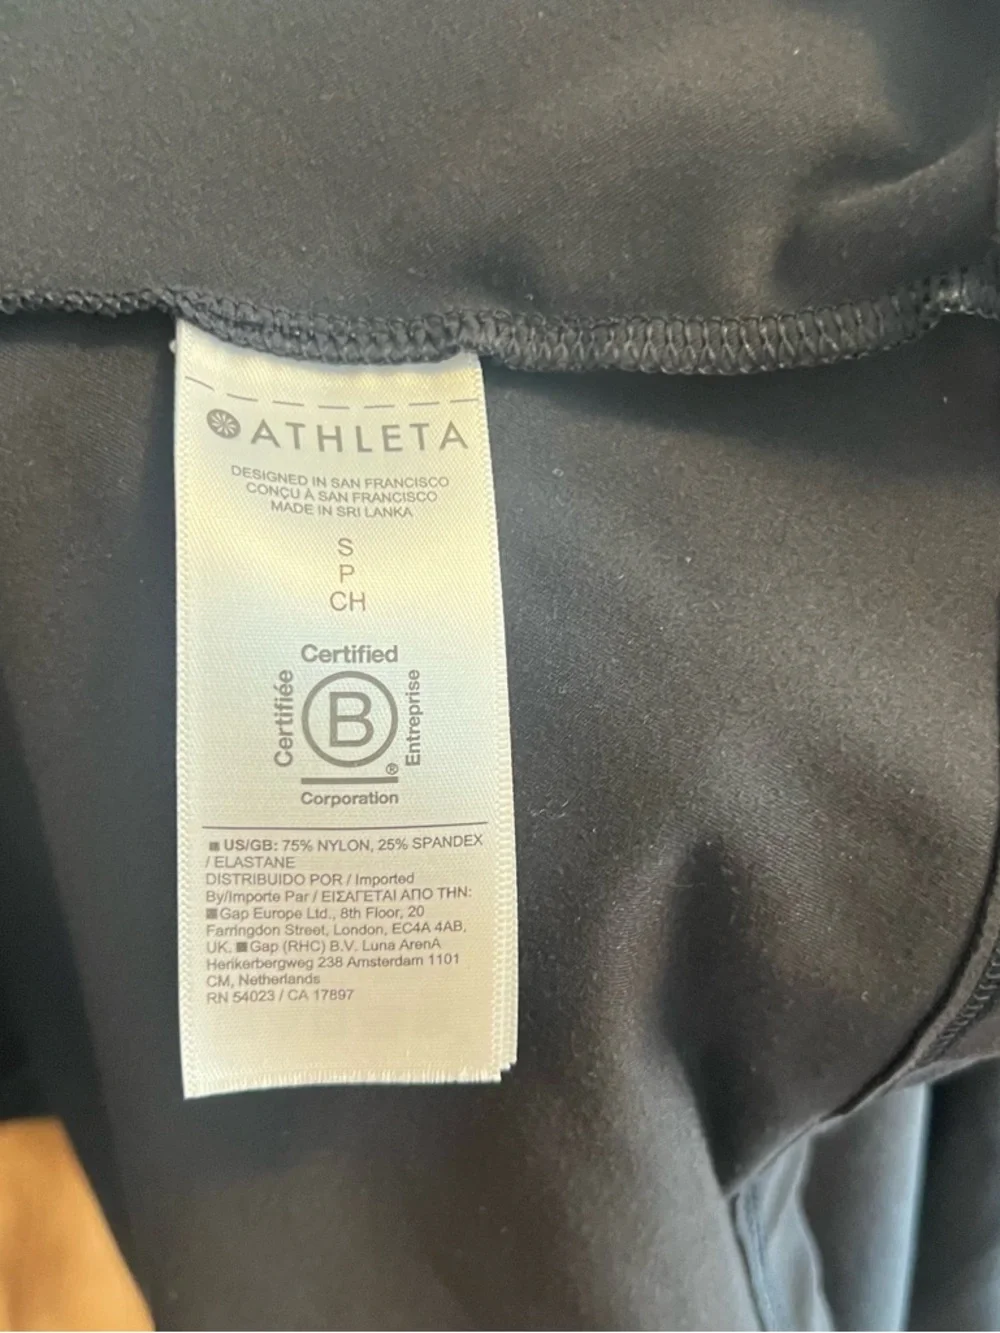 ATHLETA
DESIGNED IN SAN FRANCISCO
CONÇU À SAN FRANCISCO
MADE IN SRI LANKA
S
P
CH
Certified
Certifiée
B
Entreprise
®
Corporation
US/GB: 75% NYLON, 25% SPANDEX
/ ELASTANE
DISTRIBUIDO POR / Imported
By/Importe Par / ΕΙΣΑΓΕΤΑΙ ΑΠΟ ΤΗΝ:
Gap Europe Ltd., 8th Floor, 20
Farringdon Street, London, EC4A 4AB,
UK. Gap (RHC) B.V. Luna ArenA
Herikerbergweg 238 Amsterdam 1101
CM, Netherlands
RN 54023 / CA 17897